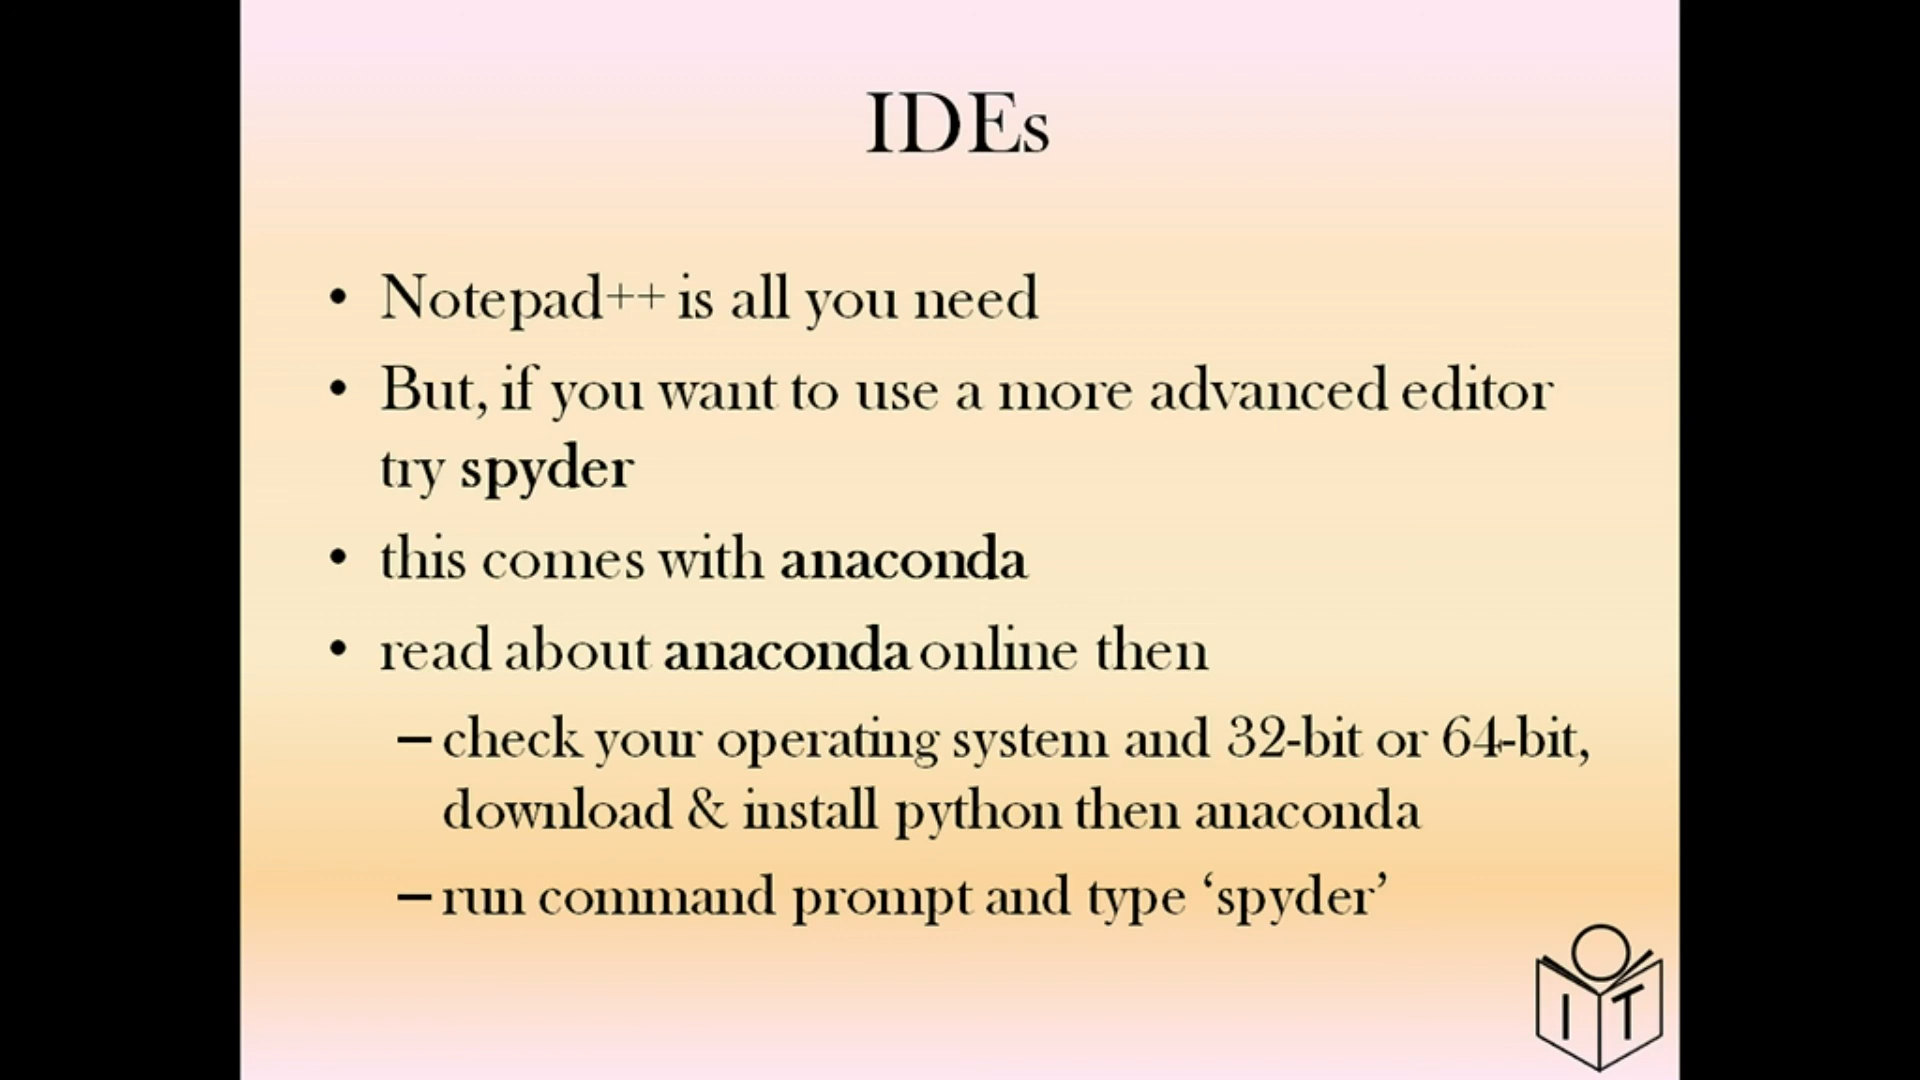 IDEs
• Notepad++ is all you need
• But, if you want to use a more advanced editor
try spyder
• this comes with anaconda
• read about anaconda online then
– check your operating system and 32-bit or 64-bit,
download & install python then anaconda
– run command prompt and type ‘spyder’
I T